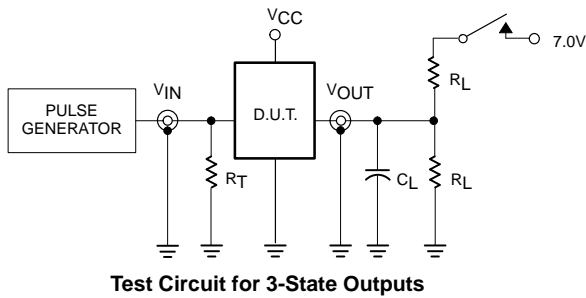 VCC
7.0V
RL
VIN
VOUT
PULSE
GENERATOR
D.U.T.
RT
CL
RL
Test Circuit for 3-State Outputs